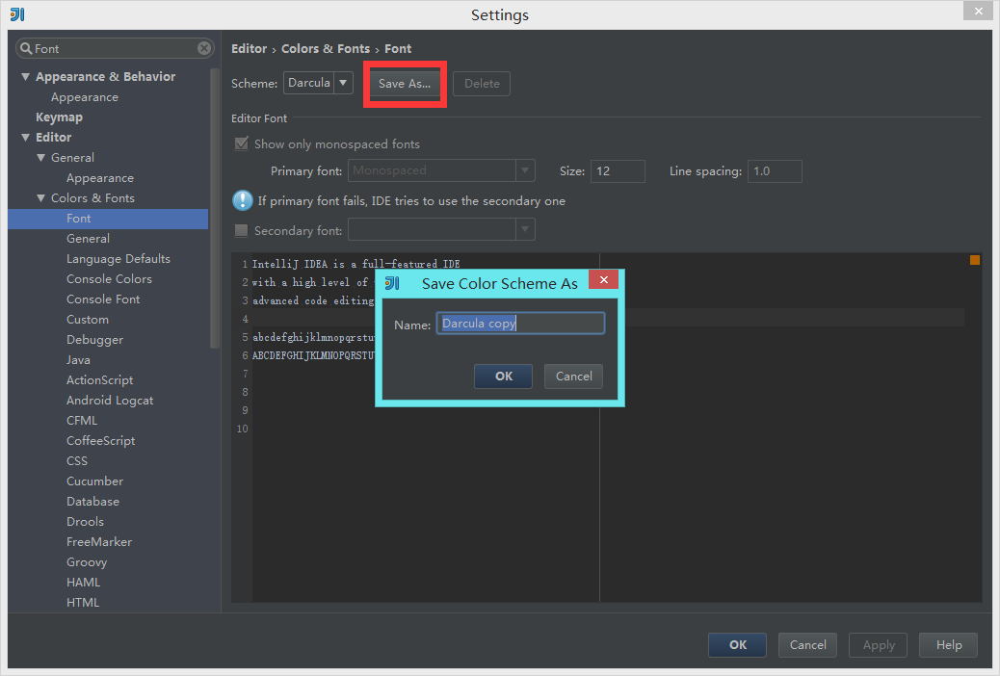 Settings
Font
Appearance & Behavior
Appearance
Keymap
Editor
General
Appearance
Colors & Fonts
Font
General
Language Defaults
Console Colors
Console Font
Custom
Debugger
Java
ActionScript
Android Logcat
CFML
CoffeeScript
CSS
Cucumber
Database
Drools
FreeMarker
Groovy
HAML
HTML
Editor › Colors & Fonts › Font
Scheme: Darcula Save As... Delete
Editor Font
Show only monospaced fonts
Primary font: Monospaced Size: 12 Line spacing: 1.0
If primary font fails, IDE tries to use the secondary one
Secondary font:
1 IntelliJ IDEA is a full-featured IDE
2 with a high level of
3 advanced code editing
4
5 abcdefghijklmnopqrstu
6 ABCDEFGHIJKLMNOPQRSTU
7
8
9
10
Save Color Scheme As
Name: Darcula copy
OK Cancel
OK Cancel Apply Help